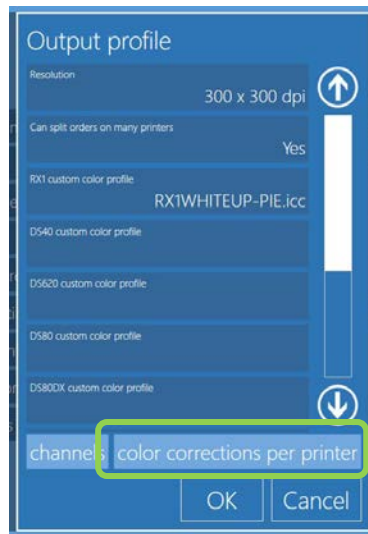 Output profile
Resolution
300 x 300 dpi
Can split orders on many printers
Yes
RX1 custom color profile
RX1WHITEUP-PIE.icc
DS40 custom color profile
DS620 custom color profile
DS80 custom color profile
DS80DX custom color profile
channels color corrections per printer
OK Cancel